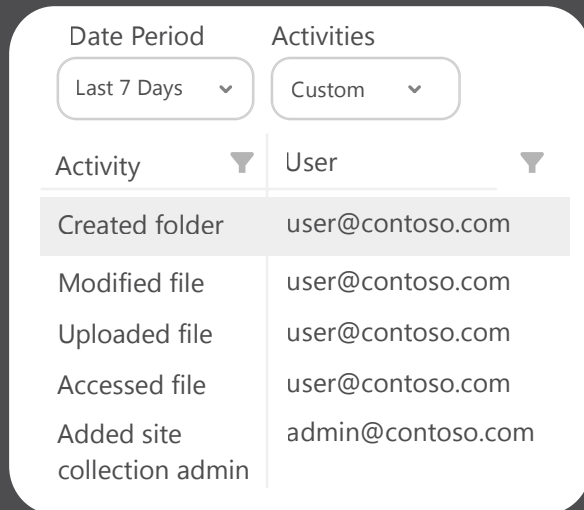 Date Period Activities
Last 7 Days Custom
Activity User
Created folder user@contoso.com
Modified file user@contoso.com
Uploaded file user@contoso.com
Accessed file user@contoso.com
Added site admin@contoso.com
collection admin